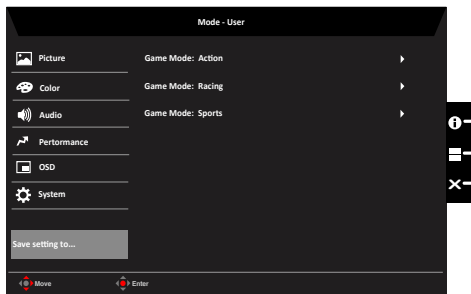 Mode - User
Picture
Game Mode: Action
Color
Game Mode: Racing
Audio
Game Mode: Sports
Pertormance
OSD
System
Save setting to...
Move
Enter